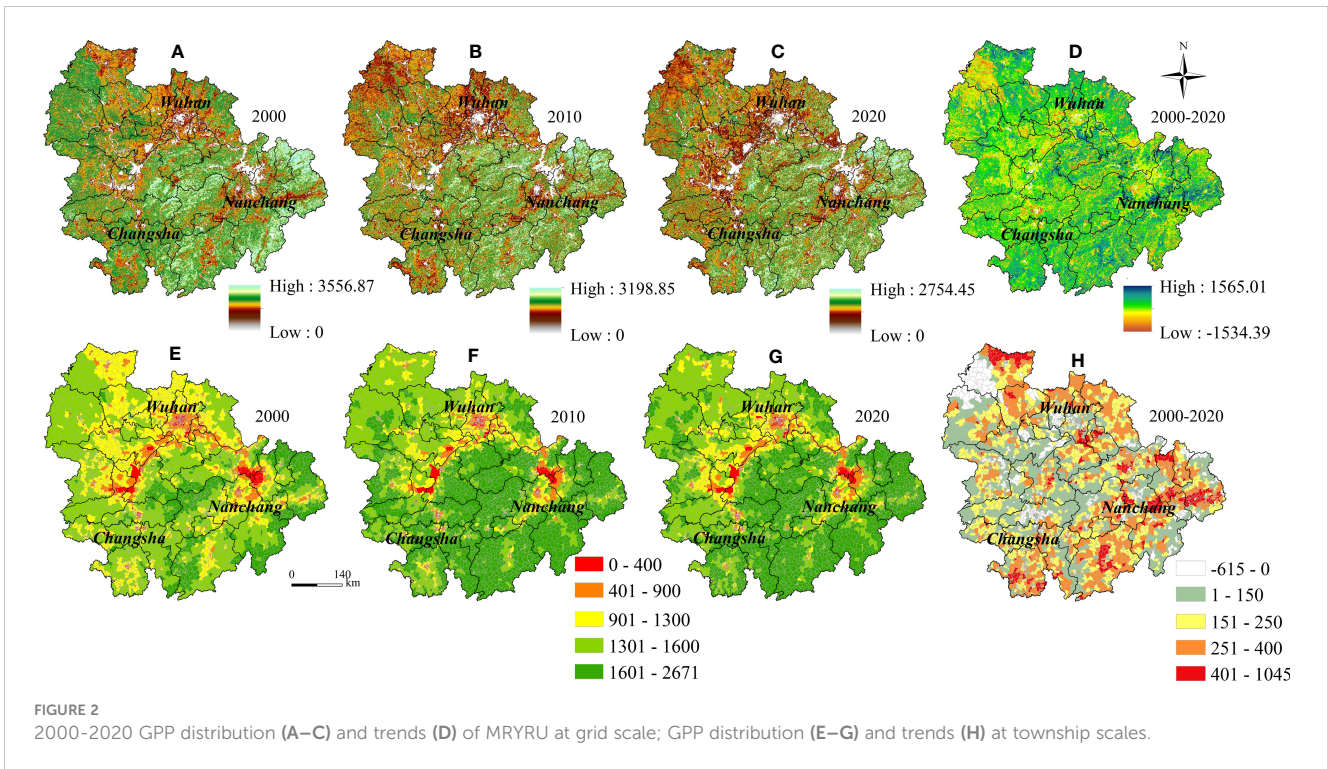 A
B
C
D
N
Wuhan
2000
Wuhan
2010
Wuhan
2020
Wuhan
2000-2020
Nanchang
Changsha
Nanchang
Changsha
Nanchang
Changsha
Nanchang
Changsha
High : 3556.87
Low : 0
High : 3198.85
Low : 0
High : 2754.45
Low : 0
High : 1565.01
Low : -1534.39
E
F
G
H
Wuhan
2000
Wuhan
2010
Wuhan
2020
Wuhan
2000-2020
Nanchang
Changsha
Nanchang
Changsha
Nanchang
Changsha
Nanchang
Changsha
0 140
km
0 - 400
401 - 900
901 - 1300
1301 - 1600
1601 - 2671
-615 - 0
1 - 150
151 - 250
251 - 400
401 - 1045
FIGURE 2
2000-2020 GPP distribution (A–C) and trends (D) of MRYRU at grid scale; GPP distribution (E–G) and trends (H) at township scales.